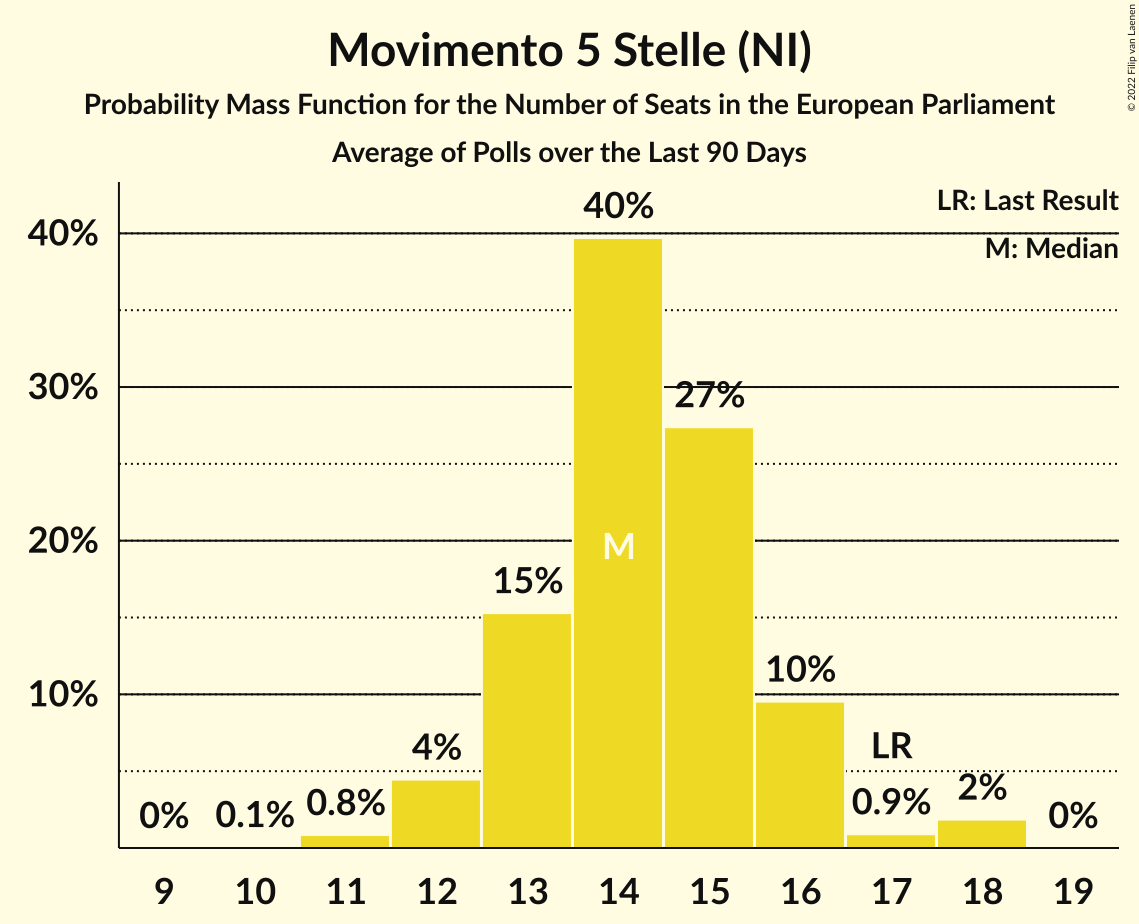 Movimento 5 Stelle (NI)
Probability Mass Function for the Number of Seats in the European Parliament
Average of Polls over the Last 90 Days
© 2022 Filip van Laenen
LR: Last Result
M: Median
40%
30%
20%
10%
0%
0.1%
0.8%
4%
15%
40%
M
27%
10%
LR
0.9%
2%
0%
9 10 11 12 13 14 15 16 17 18 19